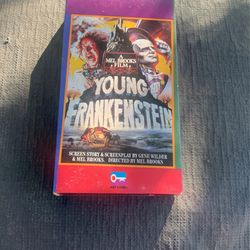 A
MEL BROOKS
FILM
YOUNG
FRANKENSTEIN
SCREEN STORY & SCREENPLAY BY GENE WILDER
& MEL BROOKS. DIRECTED BY MEL BROOKS